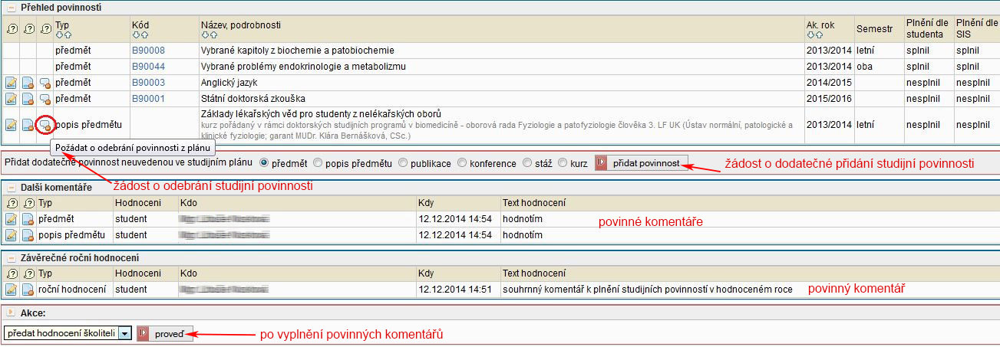 Přehled povinností
Typ Kód Název, podrobnosti Ak. rok Semestr Plnění dle studenta Plnění dle SIS
předmět B90008 Vybrané kapitoly z biochemie a patobiochemie 2013/2014 letní splnil splnil
předmět B90044 Vybrané problémy endokrinologie a metabolizmu 2013/2014 oba splnil splnil
předmět B90003 Anglický jazyk 2014/2015 nesplnil nesplnil
předmět B90001 Státní doktorská zkouška 2015/2016 nesplnil nesplnil
popis předmětu Základy lékařských věd pro studenty z nelékařských oborů 2013/2014 letní nesplnil nesplnil
kurz pořádaný v rámci doktorských studijních programů v biomedicíně - oborová rada Fyziologie a patofyziologie člověka 3. LF UK (Ústav normální, patologické a
klinické fyziologie; garant MUDr. Klára Bernášková, CSc.)
Požádat o odebrání povinnosti z plánu
Přidat dodatečně povinnost neuvedenou ve studijním plánu předmět popis předmětu publikace konference stáž kurz přidat povinnost žádost o dodatečné přidání studijní povinnosti
žádost o odebrání studijní povinnosti
Další komentáře
Typ Hodnocení Kdo Kdy Text hodnocení
předmět student 12.12.2014 14:54 hodnotím
povinné komentáře
popis předmětu student 12.12.2014 14:54 hodnotím
Závěrečné roční hodnocení
Typ Hodnocení Kdo Kdy Text hodnocení
roční hodnocení student 12.12.2014 14:51 souhrnný komentář k plnění studijních povinností v hodnoceném roce povinný komentář
Akce:
předat hodnocení školiteli proveď po vyplnění povinných komentářů